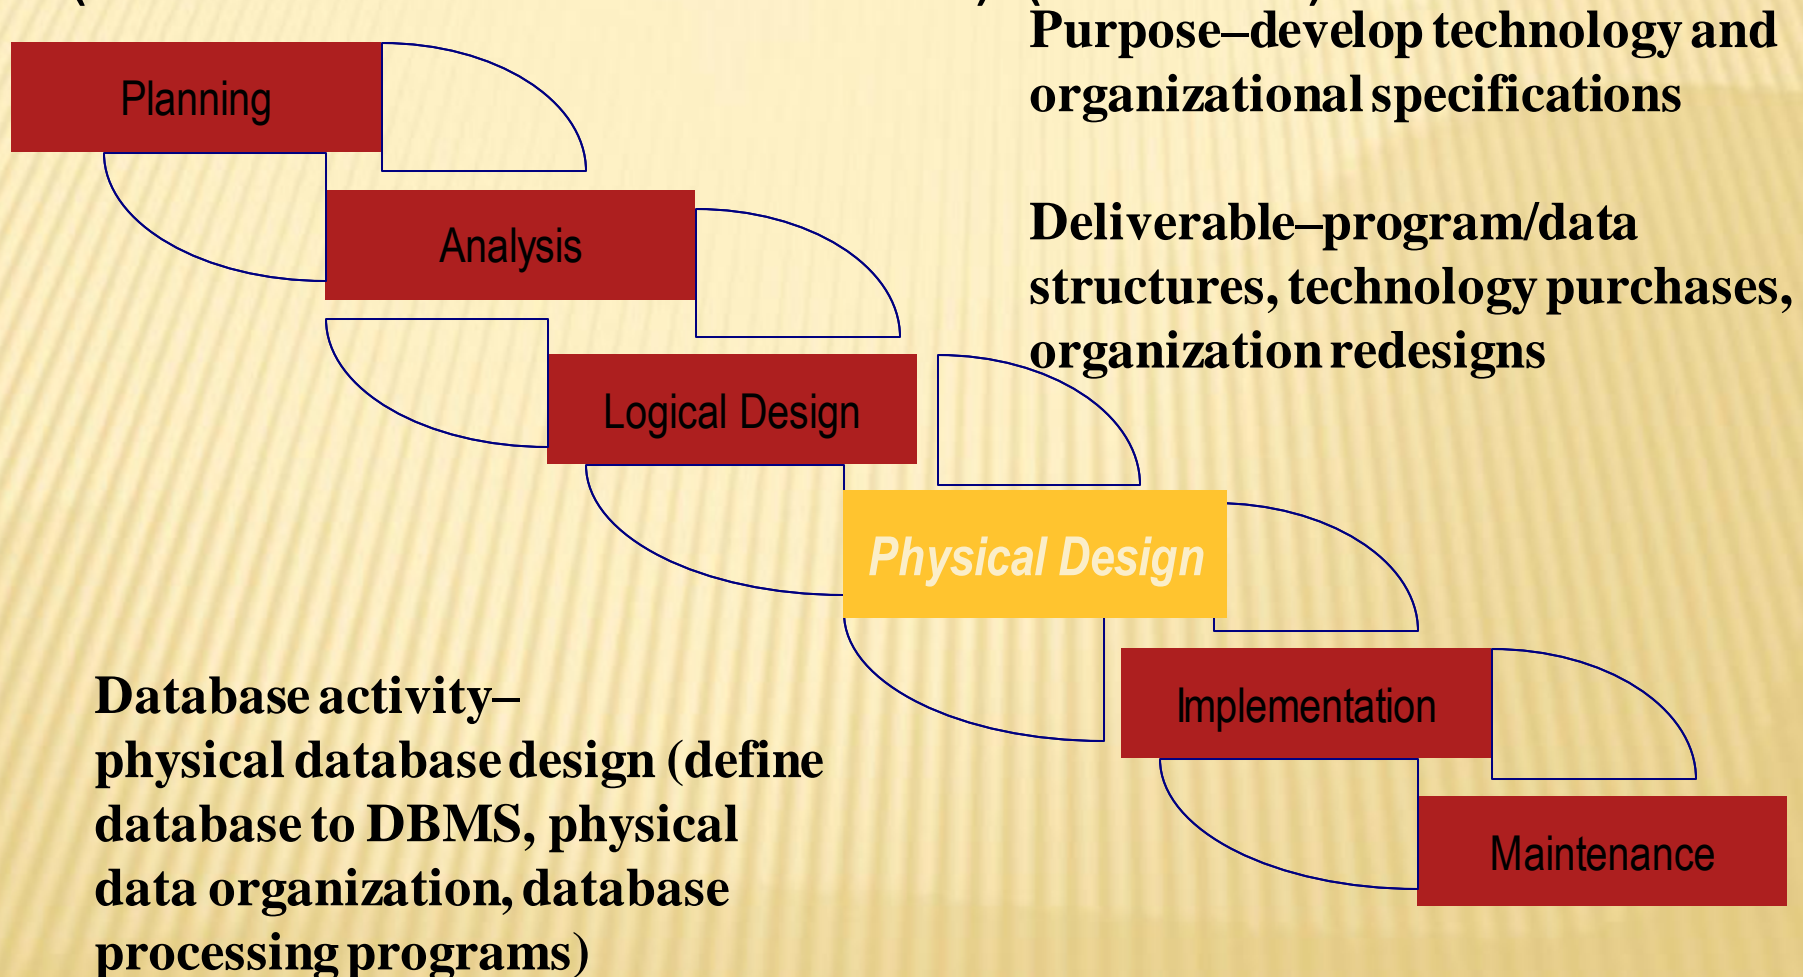 Purpose–develop technology and
organizational specifications
Deliverable–program/data
structures, technology purchases,
organization redesigns
Planning
Analysis
Logical Design
Physical Design
Implementation
Maintenance
Database activity–
physical database design (define
database to DBMS, physical
data organization, database
processing programs)